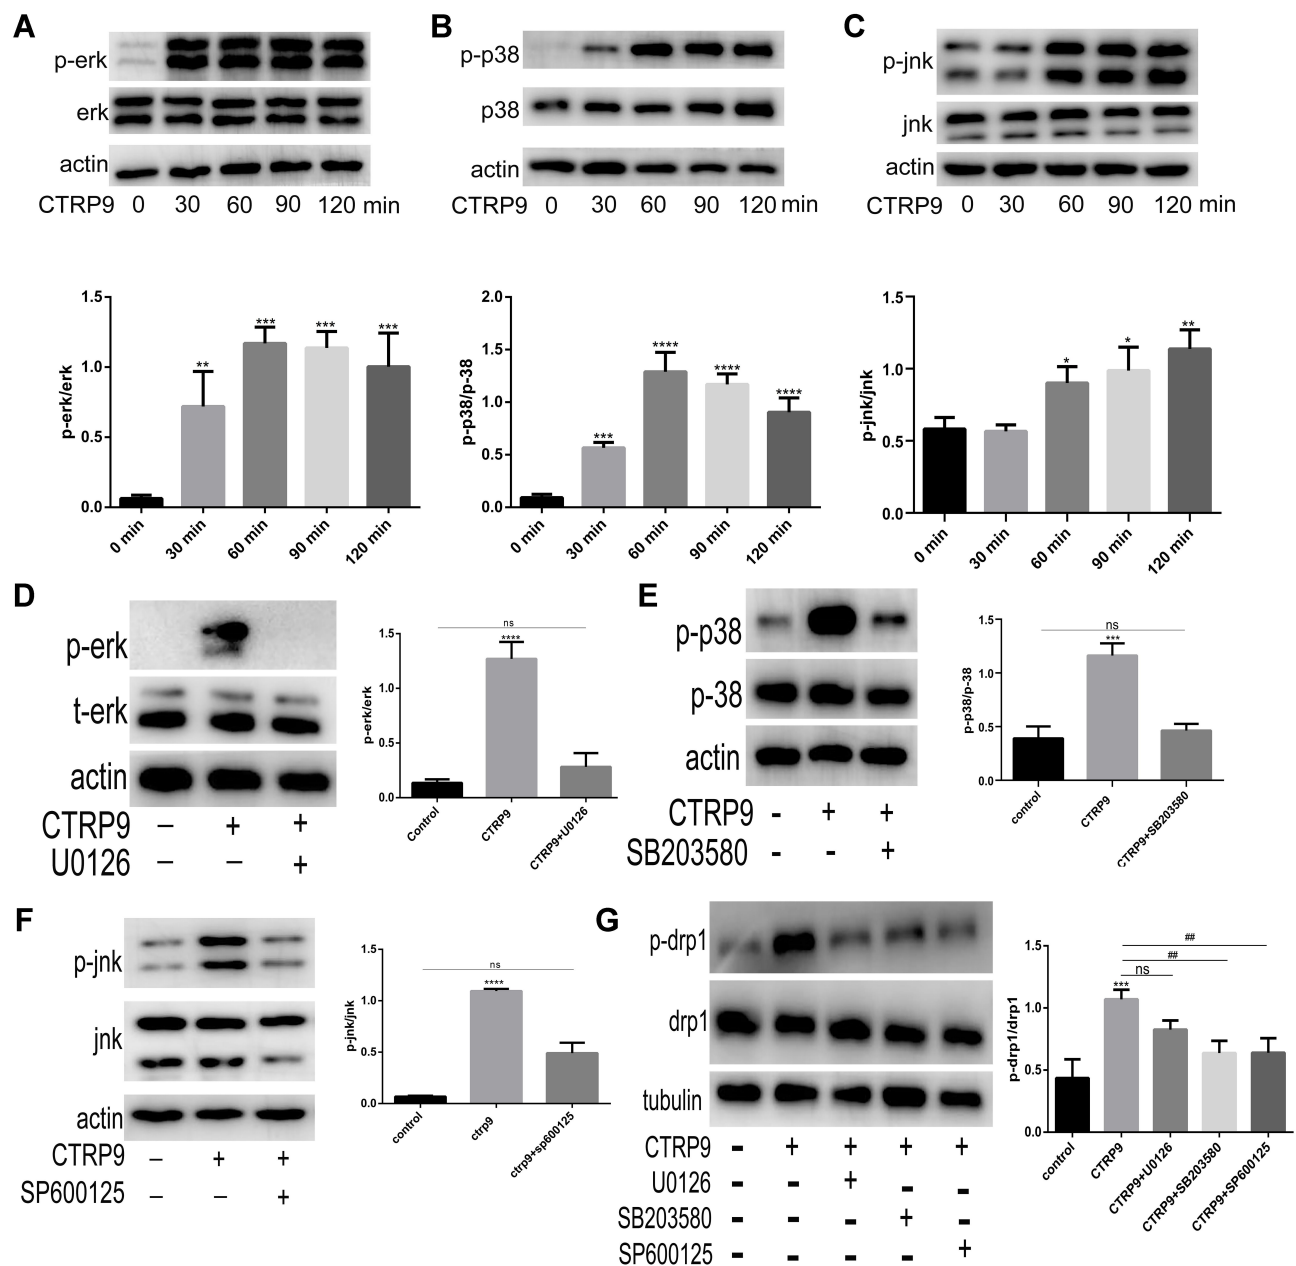 A
p-erk
erk
actin
CTRP9 0 30 60 90 120 min
B
p-p38
p38
actin
CTRP9 0 30 60 90 120 min
C
p-jnk
jnk
actin
CTRP9 0 30 60 90 120 min
p-erk/erk
1.5
1.0
0.5
0.0
** *** *** ***
0 min 30 min 60 min 90 min 120 min
p-p38/p-38
2.0
1.5
1.0
0.5
0.0
*** **** **** ****
0 min 30 min 60 min 90 min 120 min
p-jnk/jnk
1.5
1.0
0.5
0.0
* * **
0 min 30 min 60 min 90 min 120 min
D
p-erk
t-erk
actin
CTRP9 – + +
U0126 – – +
p-erk/erk
1.5
1.0
0.5
0.0
ns
****
Control CTRP9 CTRP9+U0126
E
p-p38
p-38
actin
CTRP9 - + +
SB203580 - - +
p-p38/p-38
1.5
1.0
0.5
0.0
ns
***
control CTRP9 CTRP9+SB203580
F
p-jnk
jnk
actin
CTRP9 – + +
SP600125 – – +
p-jnk/jnk
1.5
1.0
0.5
0.0
ns
****
control ctrp9 ctrp9+sp600125
G
p-drp1
drp1
tubulin
CTRP9 - + + + +
U0126 - - + - -
SB203580 - - - + -
SP600125 - - - - +
p-drp1/drp1
1.5
1.0
0.5
0.0
##
##
ns
***
control CTRP9 CTRP9+U0126 CTRP9+SB203580 CTRP9+SP600125